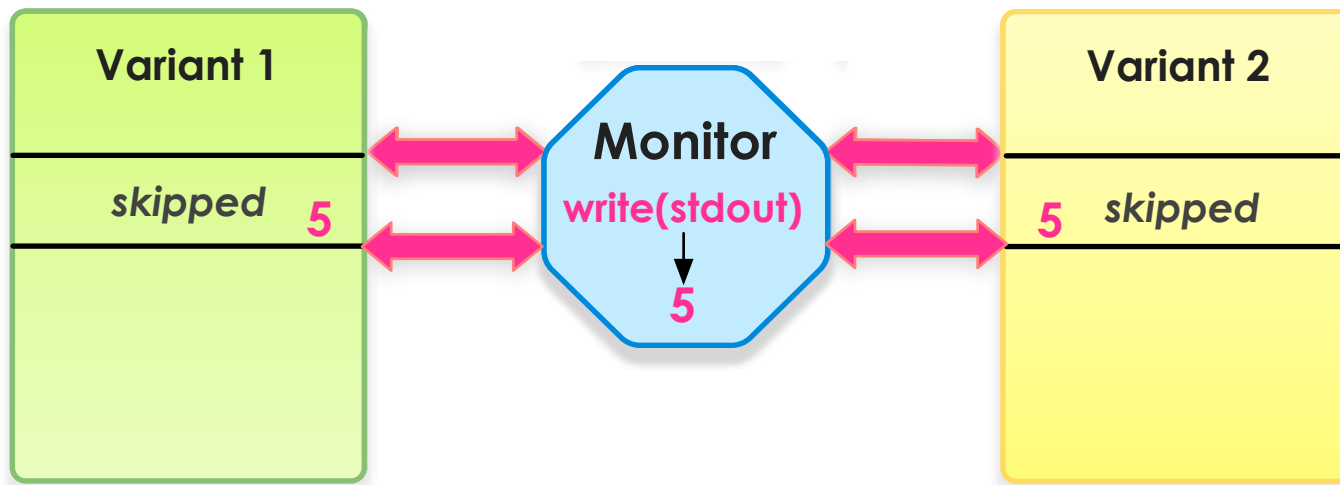 Variant 1
skipped 5
Monitor
write(stdout)
5
Variant 2
5 skipped